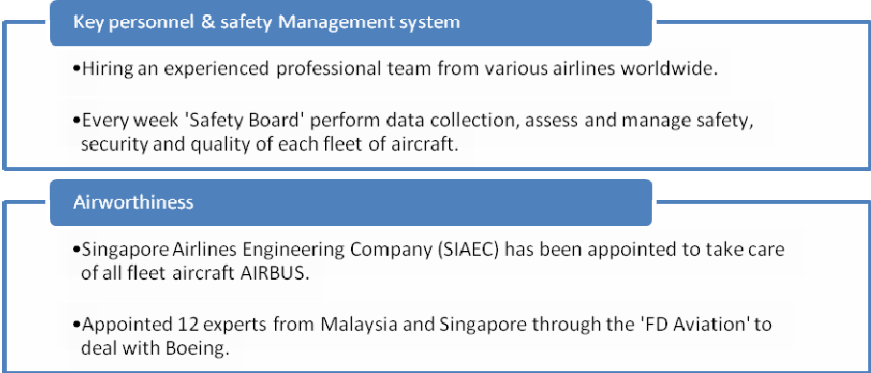 Key personnel & safety Management system
•Hiring an experienced professional team from various airlines worldwide.
•Every week 'Safety Board' perform data collection, assess and manage safety,
security and quality of each fleet of aircraft.
Airworthiness
•Singapore Airlines Engineering Company (SIAEC) has been appointed to take care
of all fleet aircraft AIRBUS.
•Appointed 12 experts from Malaysia and Singapore through the 'FD Aviation' to
deal with Boeing.